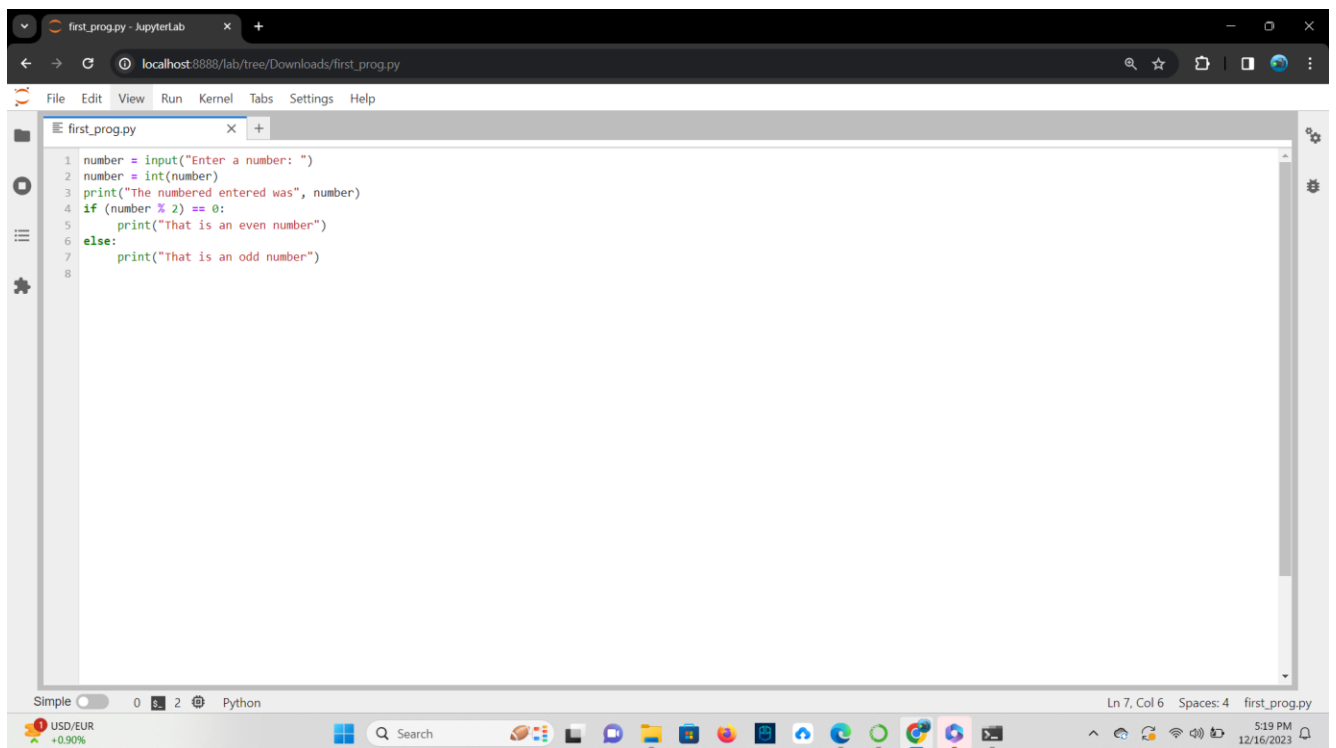 first_prog.py - JupyterLab
localhost:8888/lab/tree/Downloads/first_prog.py
File Edit View Run Kernel Tabs Settings Help
first_prog.py
1 number = input("Enter a number: ")
2 number = int(number)
3 print("The numbered entered was", number)
4 if (number % 2) == 0:
5 print("That is an even number")
6 else:
7 print("That is an odd number")
8
Simple 0 $_ 2 Python Ln 7, Col 6 Spaces: 4 first_prog.py
1 USD/EUR
+0.90%
Search
5:19 PM
12/16/2023